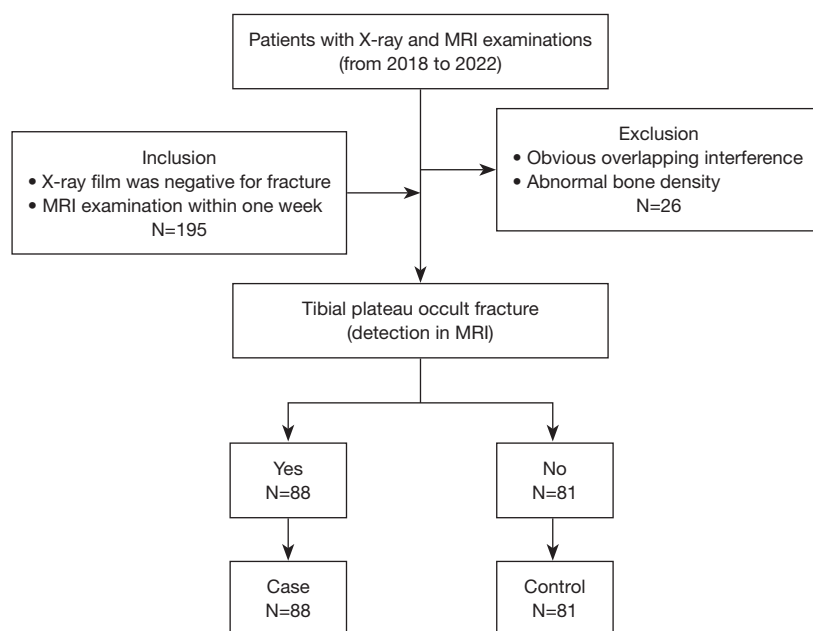 Patients with X-ray and MRI examinations
(from 2018 to 2022)
Inclusion
• X-ray film was negative for fracture
• MRI examination within one week
N=195
Exclusion
• Obvious overlapping interference
• Abnormal bone density
N=26
Tibial plateau occult fracture
(detection in MRI)
Yes
N=88
No
N=81
Case
N=88
Control
N=81